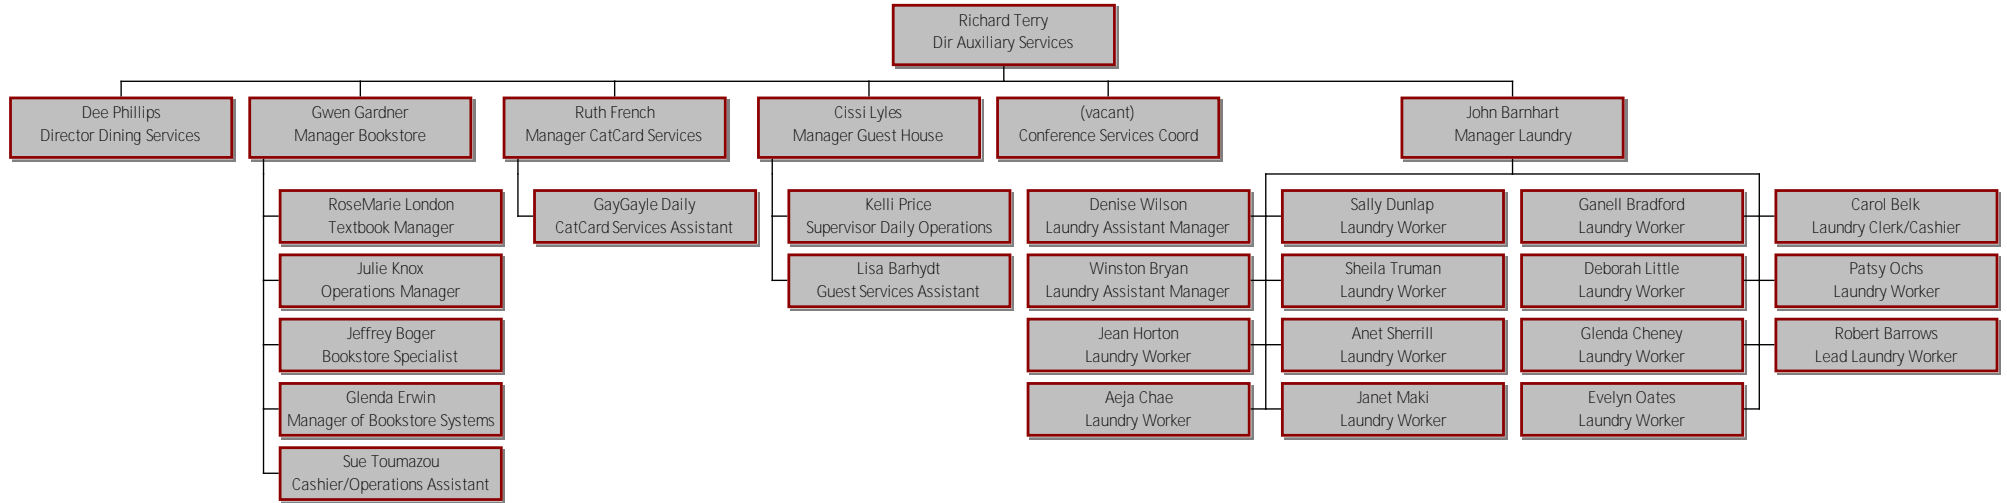 Richard Terry
Dir Auxiliary Services
Dee Phillips
Director Dining Services
Gwen Gardner
Manager Bookstore
Ruth French
Manager CatCard Services
Cissi Lyles
Manager Guest House
(vacant)
Conference Services Coord
John Barnhart
Manager Laundry
RoseMarie London
Textbook Manager
Julie Knox
Operations Manager
Jeffrey Boger
Bookstore Specialist
Glenda Erwin
Manager of Bookstore Systems
Sue Toumazou
Cashier/Operations Assistant
GayGayle Daily
CatCard Services Assistant
Kelli Price
Supervisor Daily Operations
Lisa Barhydt
Guest Services Assistant
Denise Wilson
Laundry Assistant Manager
Winston Bryan
Laundry Assistant Manager
Jean Horton
Laundry Worker
Aeja Chae
Laundry Worker
Sally Dunlap
Laundry Worker
Sheila Truman
Laundry Worker
Anet Sherrill
Laundry Worker
Janet Maki
Laundry Worker
Ganell Bradford
Laundry Worker
Deborah Little
Laundry Worker
Glenda Cheney
Laundry Worker
Evelyn Oates
Laundry Worker
Carol Belk
Laundry Clerk/Cashier
Patsy Ochs
Laundry Worker
Robert Barrows
Lead Laundry Worker